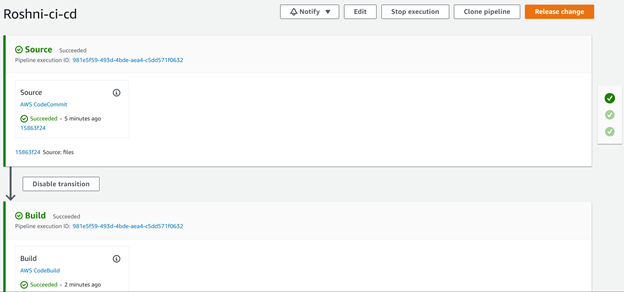 Roshni-ci-cd
Notify ▼ Edit Stop execution Clone pipeline Release change
Source Succeeded
Pipeline execution ID: 981e5f59-493d-4bde-aea4-c5dd571f0632
Source
AWS CodeCommit
Succeeded - 5 minutes ago
15863f24
15863f24 Source: files
Disable transition
Build Succeeded
Pipeline execution ID: 981e5f59-493d-4bde-aea4-c5dd571f0632
Build
AWS CodeBuild
Succeeded - 2 minutes ago